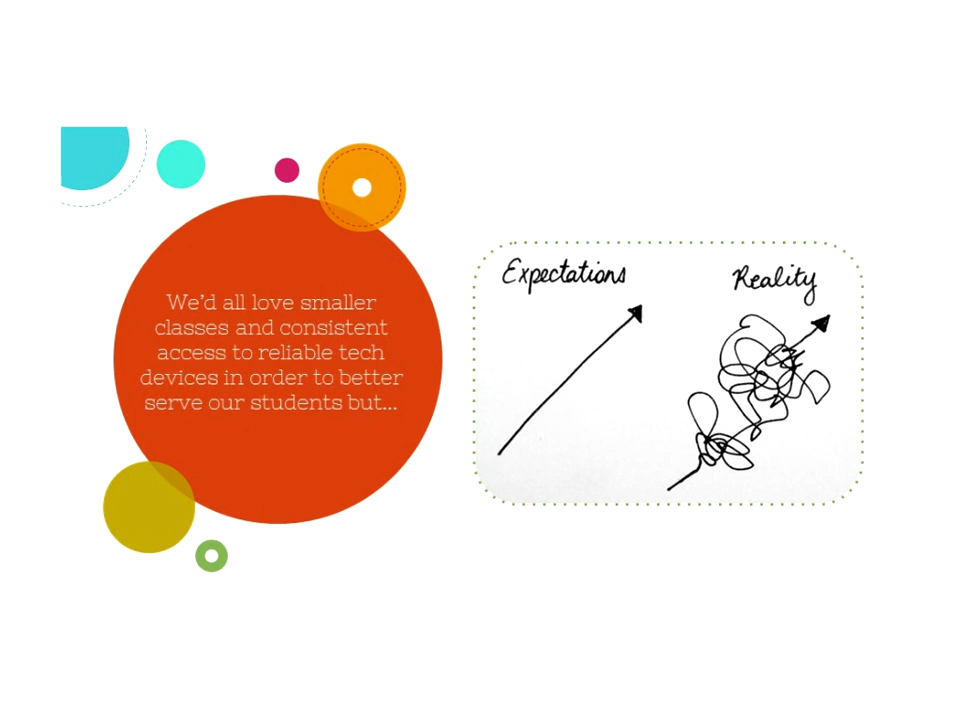 We'd all love smaller
classes and consistent
access to reliable tech
devices in order to better
serve our students but...
Expectations
Reality